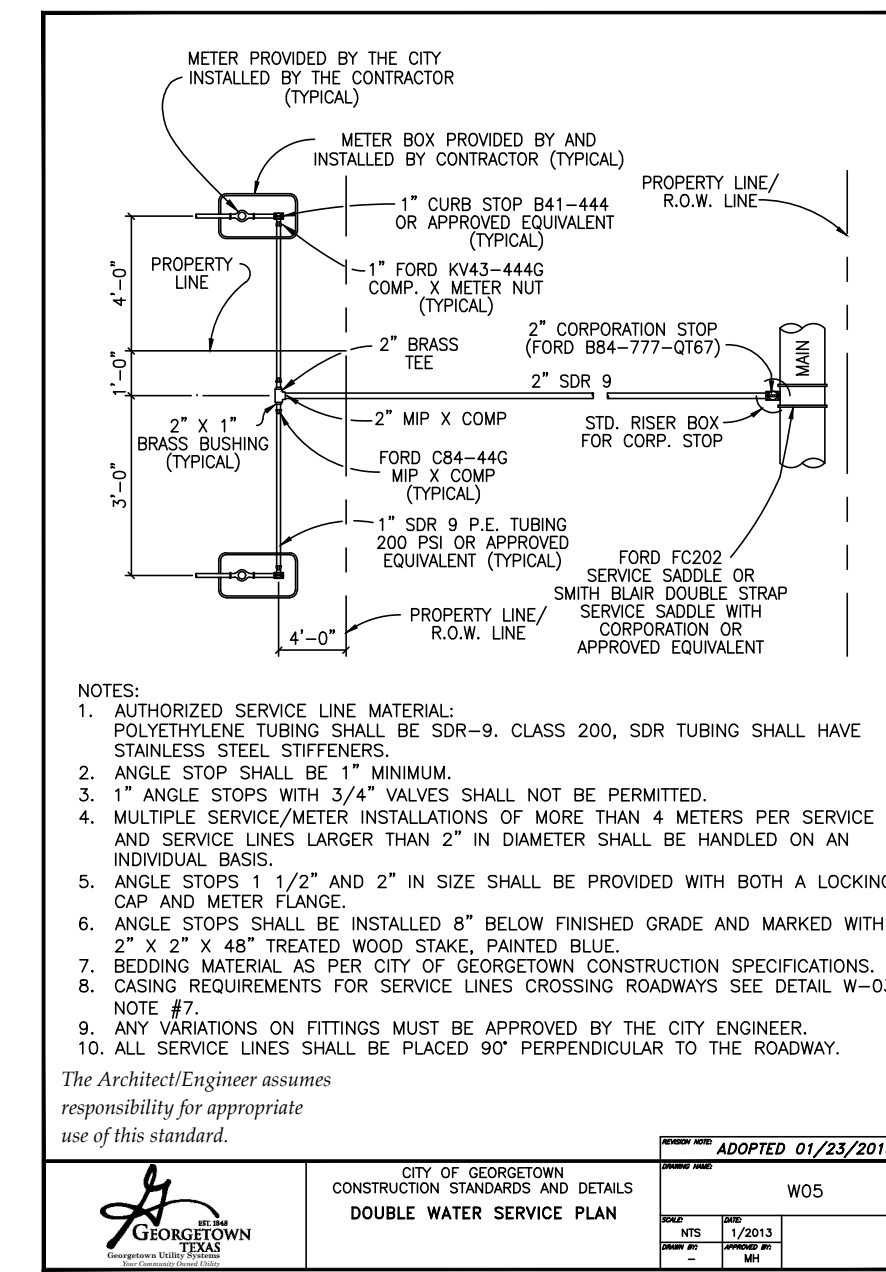 METER PROVIDED BY THE CITY
INSTALLED BY THE CONTRACTOR
(TYPICAL)
METER BOX PROVIDED BY AND
INSTALLED BY CONTRACTOR (TYPICAL)
PROPERTY LINE/
R.O.W. LINE
1" CURB STOP B41-444
OR APPROVED EQUIVALENT
(TYPICAL)
4'-0"
PROPERTY
LINE
1" FORD KV43-444G
COMP. X METER NUT
(TYPICAL)
2" CORPORATION STOP
(FORD B84-777-QT67)
MAIN
1'-0"
2" BRASS
TEE
2" SDR 9
2" X 1"
BRASS BUSHING
(TYPICAL)
2" MIP X COMP
STD. RISER BOX
FOR CORP. STOP
FORD C84-44G
MIP X COMP
(TYPICAL)
3'-0"
1" SDR 9 P.E. TUBING
200 PSI OR APPROVED
EQUIVALENT (TYPICAL)
FORD FC202
SERVICE SADDLE OR
SMITH BLAIR DOUBLE STRAP
SERVICE SADDLE WITH
CORPORATION OR
APPROVED EQUIVALENT
PROPERTY LINE/
R.O.W. LINE
4'-0"
NOTES:
1. AUTHORIZED SERVICE LINE MATERIAL:
POLYETHYLENE TUBING SHALL BE SDR-9. CLASS 200, SDR TUBING SHALL HAVE
STAINLESS STEEL STIFFENERS.
2. ANGLE STOP SHALL BE 1" MINIMUM.
3. 1" ANGLE STOPS WITH 3/4" VALVES SHALL NOT BE PERMITTED.
4. MULTIPLE SERVICE/METER INSTALLATIONS OF MORE THAN 4 METERS PER SERVICE
AND SERVICE LINES LARGER THAN 2" IN DIAMETER SHALL BE HANDLED ON AN
INDIVIDUAL BASIS.
5. ANGLE STOPS 1 1/2" AND 2" IN SIZE SHALL BE PROVIDED WITH BOTH A LOCKING
CAP AND METER FLANGE.
6. ANGLE STOPS SHALL BE INSTALLED 8" BELOW FINISHED GRADE AND MARKED WITH
2" X 2" X 48" TREATED WOOD STAKE, PAINTED BLUE.
7. BEDDING MATERIAL AS PER CITY OF GEORGETOWN CONSTRUCTION SPECIFICATIONS.
8. CASING REQUIREMENTS FOR SERVICE LINES CROSSING ROADWAYS SEE DETAIL W-03
NOTE #7.
9. ANY VARIATIONS ON FITTINGS MUST BE APPROVED BY THE CITY ENGINEER.
10. ALL SERVICE LINES SHALL BE PLACED 90° PERPENDICULAR TO THE ROADWAY.
The Architect/Engineer assumes
responsibility for appropriate
use of this standard.
REVISION NOTE:
ADOPTED 01/23/201
EST. 1848
GEORGETOWN
TEXAS
Georgetown Utility Systems
Your Community Owned Utility
CITY OF GEORGETOWN
CONSTRUCTION STANDARDS AND DETAILS
DOUBLE WATER SERVICE PLAN
DRAWING NAME:
W05
SCALE:
NTS
DATE:
1/2013
DRAWN BY:
-
APPROVED BY:
MH